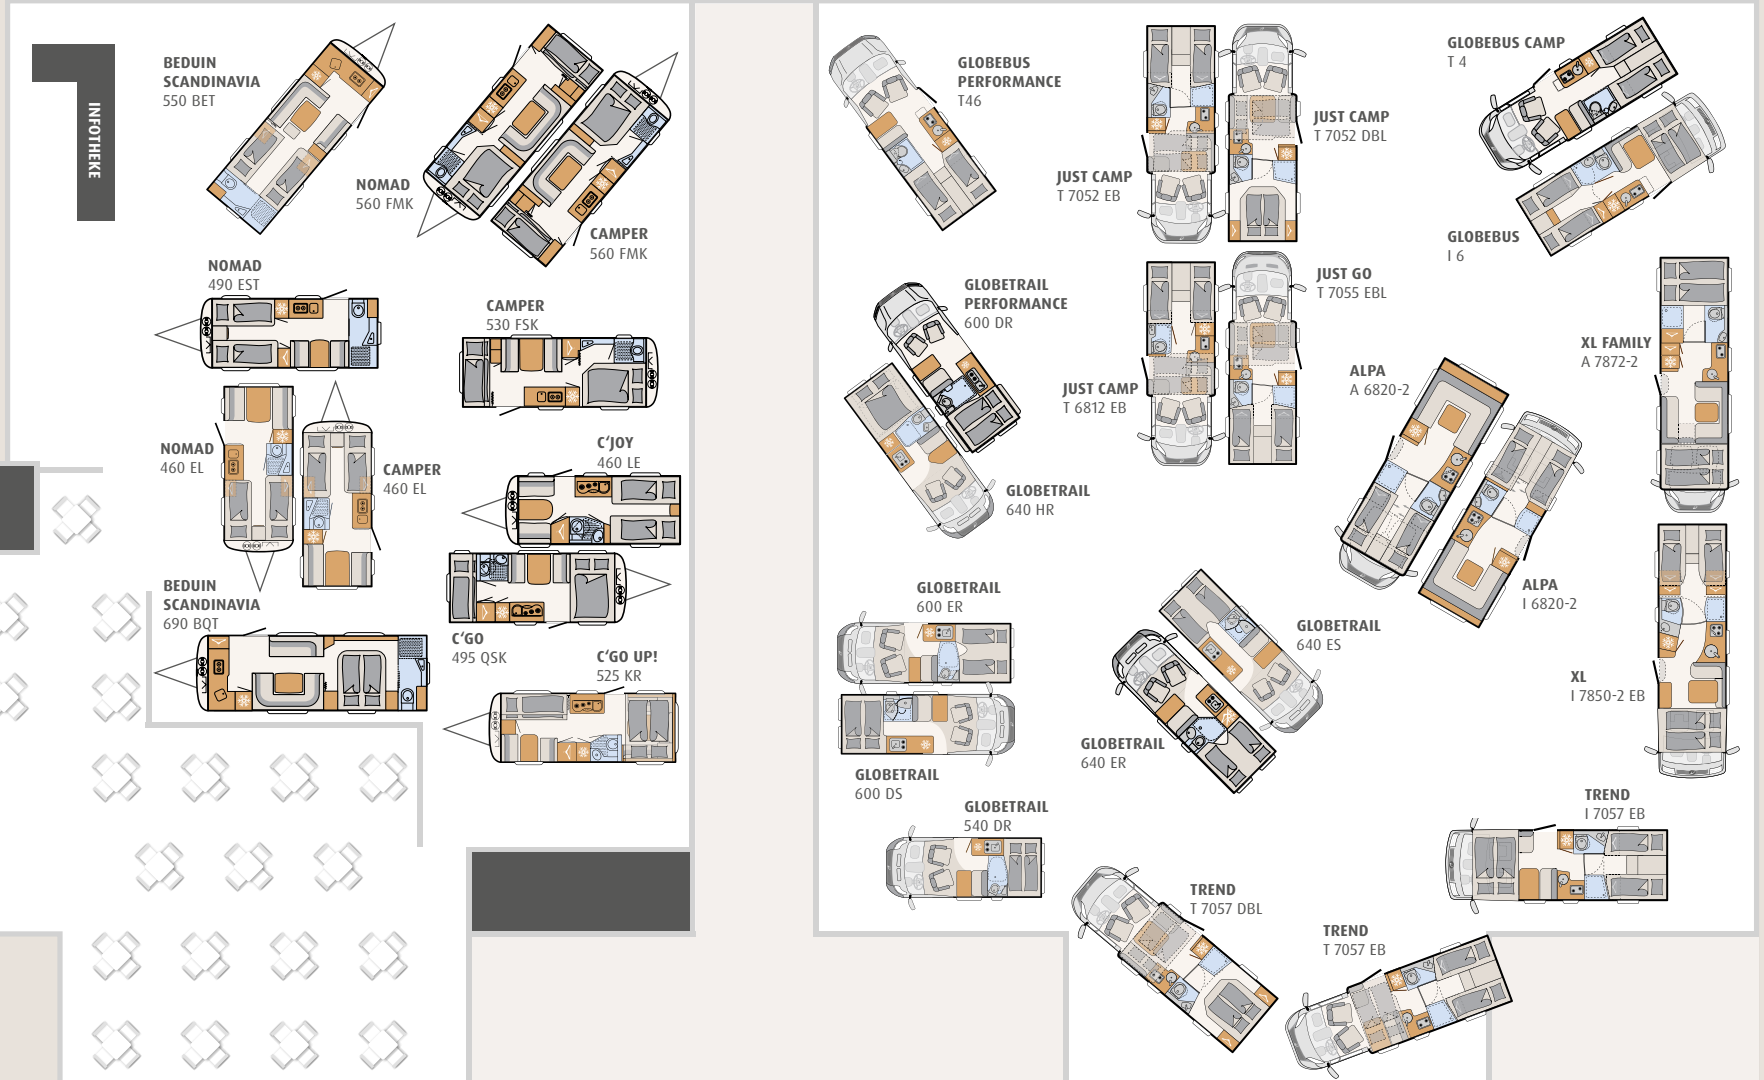 INFOTHEKE
BEDUIN
SCANDINAVIA
550 BET
NOMAD
560 FMK
CAMPER
560 FMK
NOMAD
490 EST
CAMPER
530 FSK
NOMAD
460 EL
CAMPER
460 EL
C'JOY
460 LE
BEDUIN
SCANDINAVIA
690 BQT
C'GO
495 QSK
C'GO UP!
525 KR
GLOBEBUS
PERFORMANCE
T46
JUST CAMP
T 7052 DBL
JUST CAMP
T 7052 EB
GLOBEBUS CAMP
T 4
GLOBEBUS
I 6
GLOBETRAIL
PERFORMANCE
600 DR
JUST GO
T 7055 EBL
JUST CAMP
T 6812 EB
XL FAMILY
A 7872-2
ALPA
A 6820-2
GLOBETRAIL
640 HR
GLOBETRAIL
600 ER
ALPA
I 6820-2
GLOBETRAIL
640 ES
XL
I 7850-2 EB
GLOBETRAIL
640 ER
GLOBETRAIL
600 DS
GLOBETRAIL
540 DR
TREND
I 7057 EB
TREND
T 7057 DBL
TREND
T 7057 EB